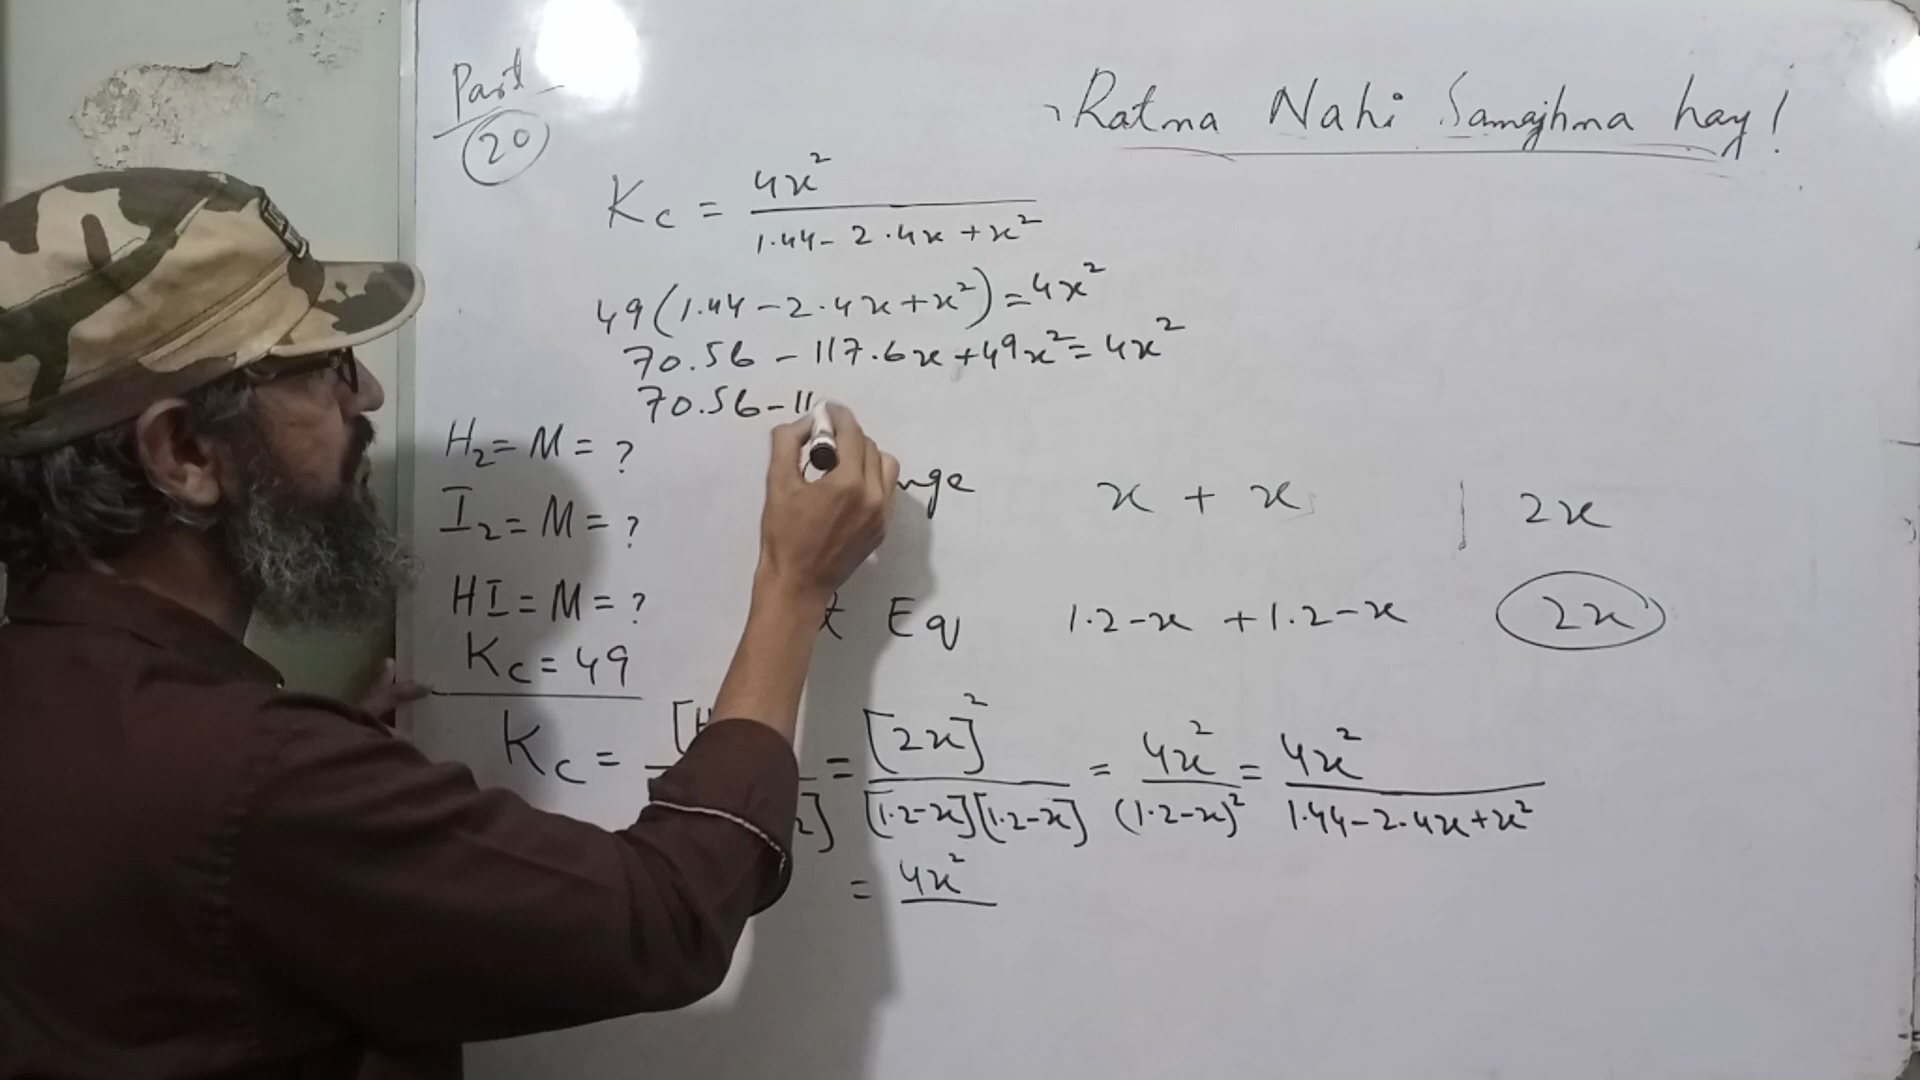 Part
20
Ratna Nahi Samajhna hay!
Kc = 4x² / 1.44 - 2.4x + x²
49(1.44 - 2.4x + x²) = 4x²
70.56 - 117.6x + 49x² = 4x²
70.56 - 11
H₂ = M = ?
nge x + x | 2x
I₂ = M = ?
HI = M = ?
t Eq 1.2-x + 1.2-x 2x
Kc = 49
Kc = [H 2] = [2x]² / [1.2-x][1.2-x] = 4x² / (1.2-x)² = 4x² / 1.44-2.4x+x²
= 4x²